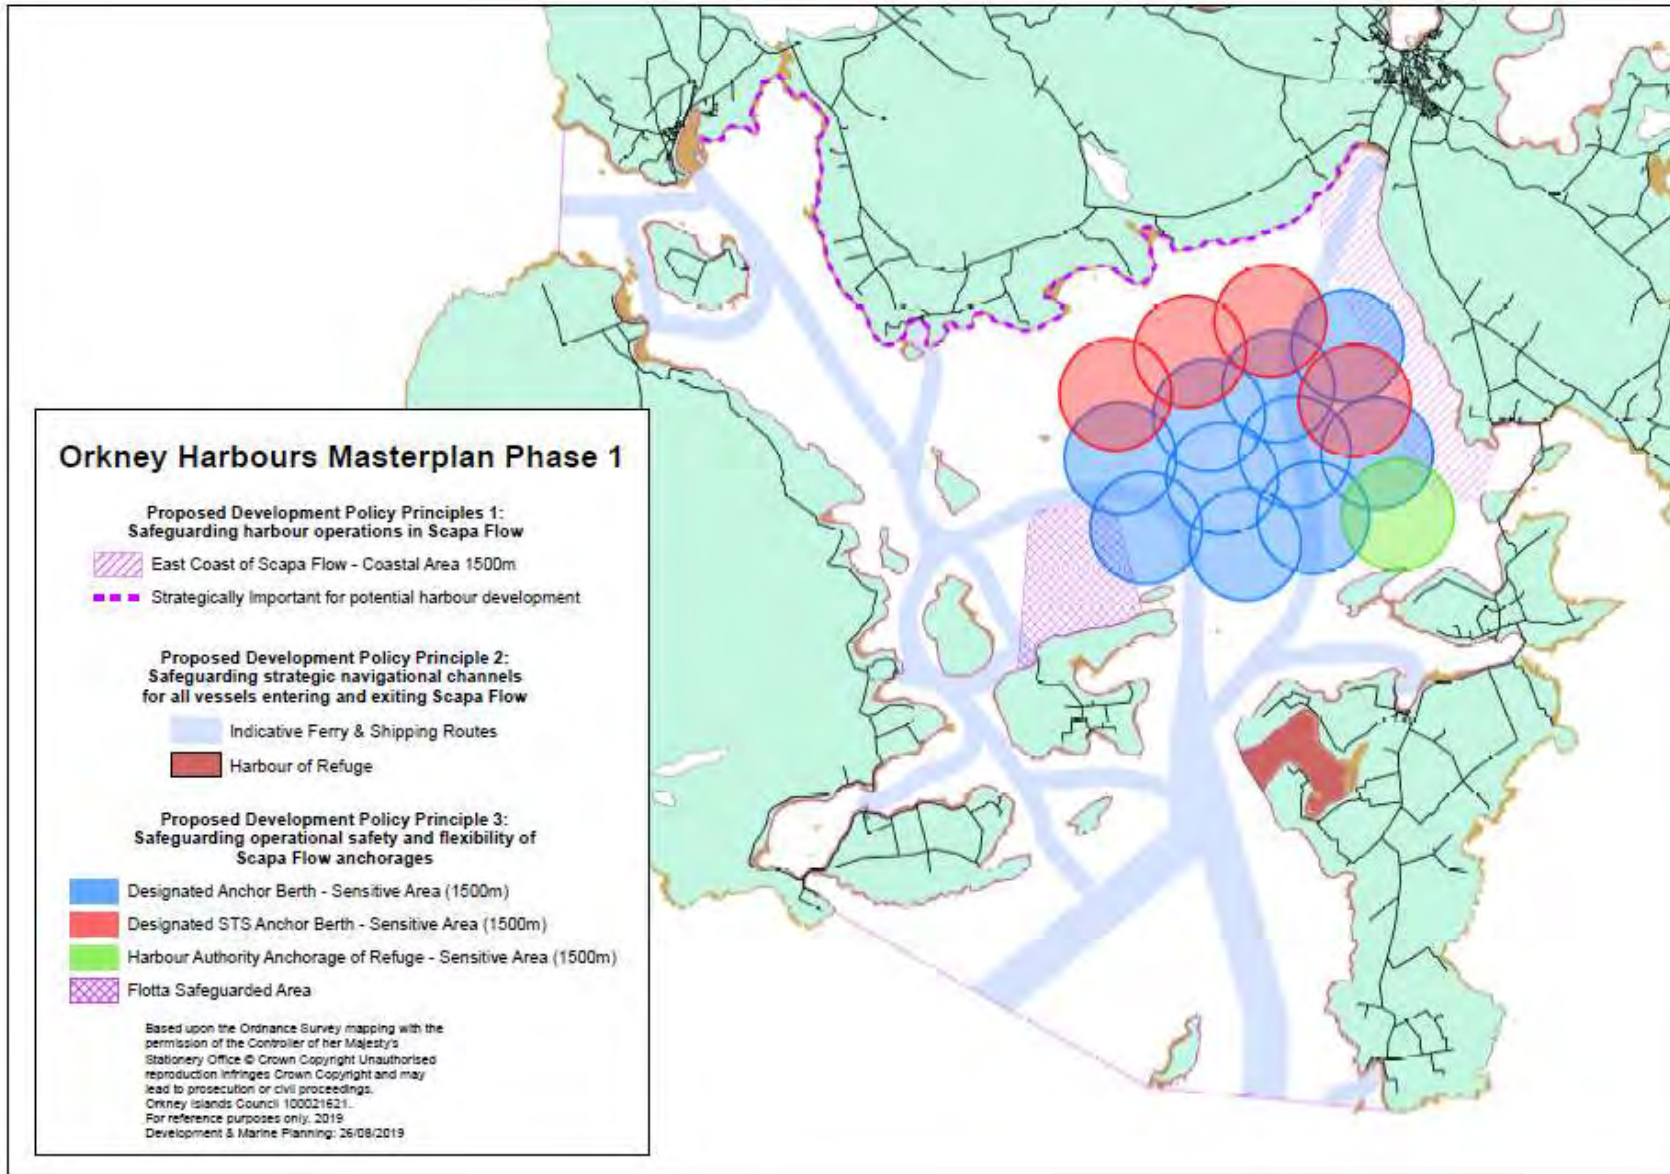 Orkney Harbours Masterplan Phase 1
Proposed Development Policy Principles 1:
Safeguarding harbour operations in Scapa Flow
East Coast of Scapa Flow - Coastal Area 1500m
Strategically Important for potential harbour development
Proposed Development Policy Principle 2:
Safeguarding strategic navigational channels
for all vessels entering and exiting Scapa Flow
Indicative Ferry & Shipping Routes
Harbour of Refuge
Proposed Development Policy Principle 3:
Safeguarding operational safety and flexibility of
Scapa Flow anchorages
Designated Anchor Berth - Sensitive Area (1500m)
Designated STS Anchor Berth - Sensitive Area (1500m)
Harbour Authority Anchorage of Refuge - Sensitive Area (1500m)
Flotta Safeguarded Area
Based upon the Ordnance Survey mapping with the
permission of the Controller of her Majesty's
Stationery Office © Crown Copyright Unauthorised
reproduction infringes Crown Copyright and may
lead to prosecution or civil proceedings.
Orkney Islands Council 100021621.
For reference purposes only. 2019
Development & Marine Planning: 26/08/2019